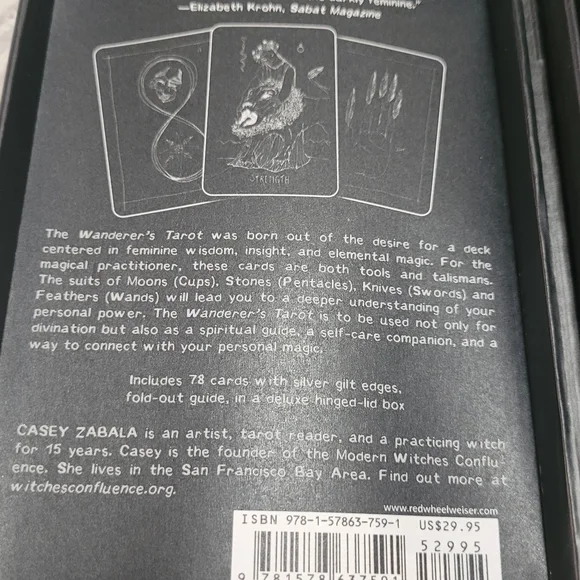 feminine."
—Elizabeth Krohn, Sabat Magazine
STRENGTH
The Wanderer's Tarot was born out of the desire for a deck
centered in feminine wisdom, insight, and elemental magic. For the
magical practitioner, these cards are both tools and talismans.
The suits of Moons (Cups), Stones (Pentacles), Knives (Swords) and
Feathers (Wands) will lead you to a deeper understanding of your
personal power. The Wanderer's Tarot is to be used not only for
divination but also as a spiritual guide, a self-care companion, and a
way to connect with your personal magic.
Includes 78 cards with silver gilt edges,
fold-out guide, in a deluxe hinged-lid box
CASEY ZABALA is an artist, tarot reader, and a practicing witch
for 15 years. Casey is the founder of the Modern Witches Conflu-
ence. She lives in the San Francisco Bay Area. Find out more at
witchesconfluence.org.
www.redwheelweiser.com
ISBN 978-1-57863-759-1 US$29.95
52995
9 781578 637591